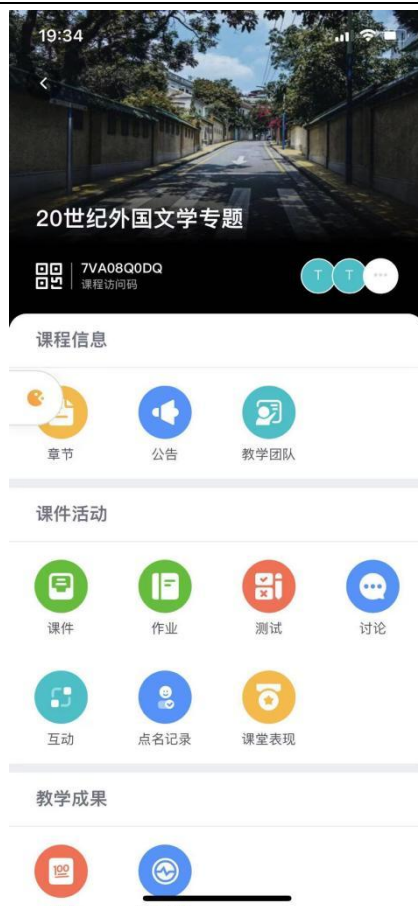 19:34
20世纪外国文学专题
7VA08Q0DQ
课程访问码
T T
课程信息
章节 公告 教学团队
课件活动
课件 作业 测试 讨论
互动 点名记录 课堂表现
教学成果
100